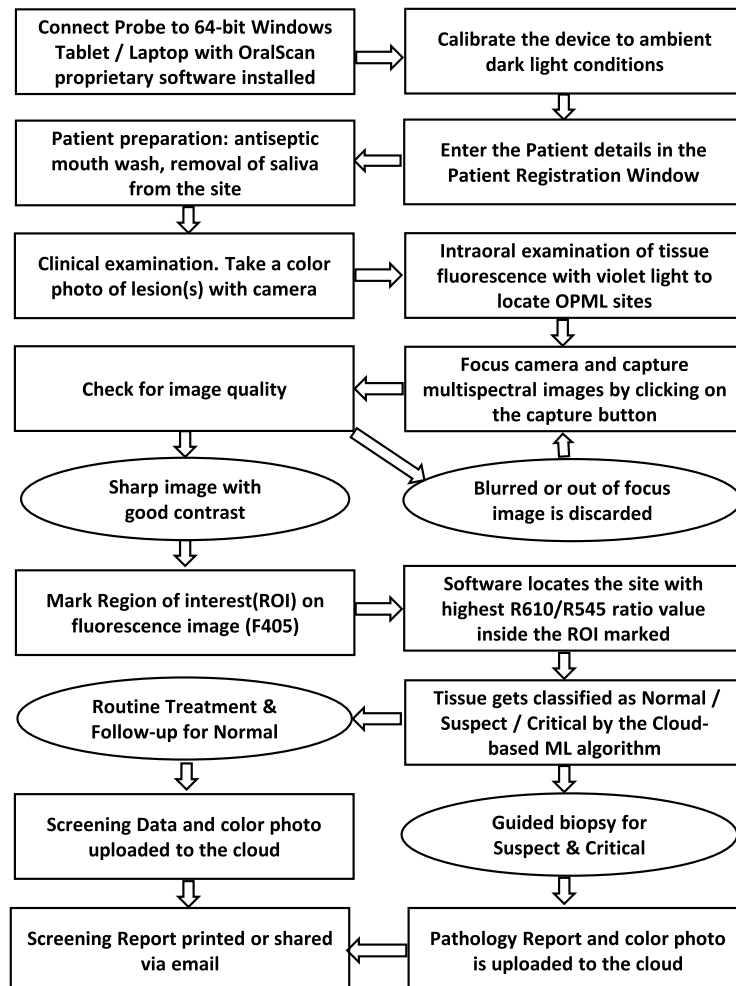 Connect Probe to 64-bit Windows
Tablet / Laptop with OralScan
proprietary software installed
Calibrate the device to ambient
dark light conditions
Enter the Patient details in the
Patient Registration Window
Patient preparation: antiseptic
mouth wash, removal of saliva
from the site
Clinical examination. Take a color
photo of lesion(s) with camera
Intraoral examination of tissue
fluorescence with violet light to
locate OPML sites
Focus camera and capture
multispectral images by clicking on
the capture button
Check for image quality
Sharp image with
good contrast
Blurred or out of focus
image is discarded
Mark Region of interest(ROI) on
fluorescence image (F405)
Software locates the site with
highest R610/R545 ratio value
inside the ROI marked
Tissue gets classified as Normal /
Suspect / Critical by the Cloud-
based ML algorithm
Routine Treatment &
Follow-up for Normal
Screening Data and color photo
uploaded to the cloud
Guided biopsy for
Suspect & Critical
Pathology Report and color photo
is uploaded to the cloud
Screening Report printed or shared
via email